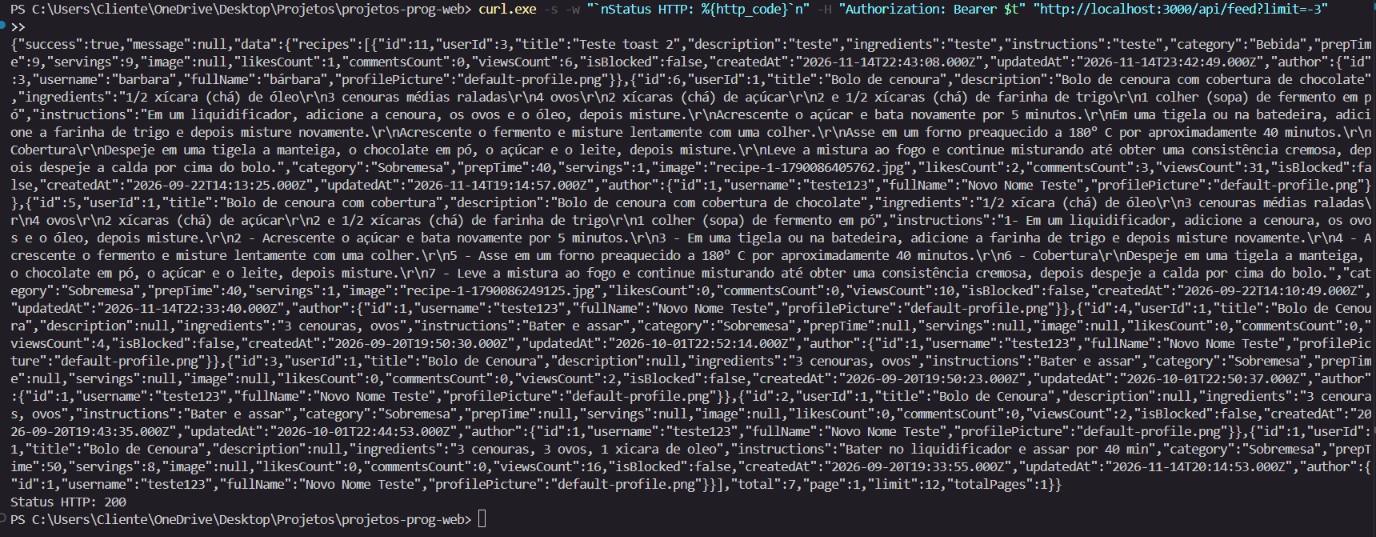 PS C:\Users\Cliente\OneDrive\Desktop\Projetos\projetos-prog-web> curl.exe -s -w "`nStatus HTTP: %{http_code}`n" -H "Authorization: Bearer $t" "http://localhost:3000/api/feed?limit=-3"
>>
{"success":true,"message":null,"data":{"recipes":[{"id":11,"userId":3,"title":"Teste toast 2","description":"teste","ingredients":"teste","instructions":"teste","category":"Bebida","prepTim
e":9,"servings":9,"image":null,"likesCount":1,"commentsCount":0,"viewsCount":6,"isBlocked":false,"createdAt":"2026-11-14T22:43:08.000Z","updatedAt":"2026-11-14T23:42:49.000Z","author":{"id"
:3,"username":"barbara","fullName":"bárbara","profilePicture":"default-profile.png"}},{"id":6,"userId":1,"title":"Bolo de cenoura","description":"Bolo de cenoura com cobertura de chocolate"
,"ingredients":"1/2 xícara (chá) de óleo\r\n3 cenouras médias raladas\r\n4 ovos\r\n2 xícaras (chá) de açúcar\r\n2 e 1/2 xícaras (chá) de farinha de trigo\r\n1 colher (sopa) de fermento em p
ó","instructions":"Em um liquidificador, adicione a cenoura, os ovos e o óleo, depois misture.\r\nAcrescente o açúcar e bata novamente por 5 minutos.\r\nEm uma tigela ou na batedeira, adici
one a farinha de trigo e depois misture novamente.\r\nAcrescente o fermento e misture lentamente com uma colher.\r\nAsse em um forno preaquecido a 180° C por aproximadamente 40 minutos.\r\n
Cobertura\r\nDespeje em uma tigela a manteiga, o chocolate em pó, o açúcar e o leite, depois misture.\r\nLeve a mistura ao fogo e continue misturando até obter uma consistência cremosa, dep
ois despeje a calda por cima do bolo.","category":"Sobremesa","prepTime":40,"servings":1,"image":"recipe-1-1790086405762.jpg","likesCount":2,"commentsCount":3,"viewsCount":31,"isBlocked":fa
lse,"createdAt":"2026-09-22T14:13:25.000Z","updatedAt":"2026-11-14T19:14:57.000Z","author":{"id":1,"username":"teste123","fullName":"Novo Nome Teste","profilePicture":"default-profile.png"}
},{"id":5,"userId":1,"title":"Bolo de cenoura com cobertura","description":"Bolo de cenoura com cobertura de chocolate","ingredients":"1/2 xícara (chá) de óleo\r\n3 cenouras médias raladas\
r\n4 ovos\r\n2 xícaras (chá) de açúcar\r\n2 e 1/2 xícaras (chá) de farinha de trigo\r\n1 colher (sopa) de fermento em pó","instructions":"1- Em um liquidificador, adicione a cenoura, os ovo
s e o óleo, depois misture.\r\n2 - Acrescente o açúcar e bata novamente por 5 minutos.\r\n3 - Em uma tigela ou na batedeira, adicione a farinha de trigo e depois misture novamente.\r\n4 - A
crescente o fermento e misture lentamente com uma colher.\r\n5 - Asse em um forno preaquecido a 180° C por aproximadamente 40 minutos.\r\n6 - Cobertura\r\nDespeje em uma tigela a manteiga,
o chocolate em pó, o açúcar e o leite, depois misture.\r\n7 - Leve a mistura ao fogo e continue misturando até obter uma consistência cremosa, depois despeje a calda por cima do bolo.","cat
egory":"Sobremesa","prepTime":40,"servings":1,"image":"recipe-1-1790086249125.jpg","likesCount":0,"commentsCount":0,"viewsCount":10,"isBlocked":false,"createdAt":"2026-09-22T14:10:49.000Z",
"updatedAt":"2026-11-14T22:33:40.000Z","author":{"id":1,"username":"teste123","fullName":"Novo Nome Teste","profilePicture":"default-profile.png"}},{"id":4,"userId":1,"title":"Bolo de Cenou
ra","description":null,"ingredients":"3 cenouras, ovos","instructions":"Bater e assar","category":"Sobremesa","prepTime":null,"servings":null,"image":null,"likesCount":0,"commentsCount":0,"
viewsCount":4,"isBlocked":false,"createdAt":"2026-09-20T19:50:30.000Z","updatedAt":"2026-10-01T22:52:14.000Z","author":{"id":1,"username":"teste123","fullName":"Novo Nome Teste","profilePic
ture":"default-profile.png"}},{"id":3,"userId":1,"title":"Bolo de Cenoura","description":null,"ingredients":"3 cenouras, ovos","instructions":"Bater e assar","category":"Sobremesa","prepTim
e":null,"servings":null,"image":null,"likesCount":0,"commentsCount":0,"viewsCount":2,"isBlocked":false,"createdAt":"2026-09-20T19:50:23.000Z","updatedAt":"2026-10-01T22:50:37.000Z","author"
:{"id":1,"username":"teste123","fullName":"Novo Nome Teste","profilePicture":"default-profile.png"}},{"id":2,"userId":1,"title":"Bolo de Cenoura","description":null,"ingredients":"3 cenoura
s, ovos","instructions":"Bater e assar","category":"Sobremesa","prepTime":null,"servings":null,"image":null,"likesCount":0,"commentsCount":0,"viewsCount":2,"isBlocked":false,"createdAt":"20
26-09-20T19:43:35.000Z","updatedAt":"2026-10-01T22:44:53.000Z","author":{"id":1,"username":"teste123","fullName":"Novo Nome Teste","profilePicture":"default-profile.png"}},{"id":1,"userId":
1,"title":"Bolo de Cenoura","description":null,"ingredients":"3 cenouras, 3 ovos, 1 xicara de oleo","instructions":"Bater no liquidificador e assar por 40 min","category":"Sobremesa","prepT
ime":50,"servings":8,"image":null,"likesCount":0,"commentsCount":0,"viewsCount":16,"isBlocked":false,"createdAt":"2026-09-20T19:33:55.000Z","updatedAt":"2026-11-14T20:14:53.000Z","author":{
"id":1,"username":"teste123","fullName":"Novo Nome Teste","profilePicture":"default-profile.png"}}],"total":7,"page":1,"limit":12,"totalPages":1}}
Status HTTP: 200
PS C:\Users\Cliente\OneDrive\Desktop\Projetos\projetos-prog-web>